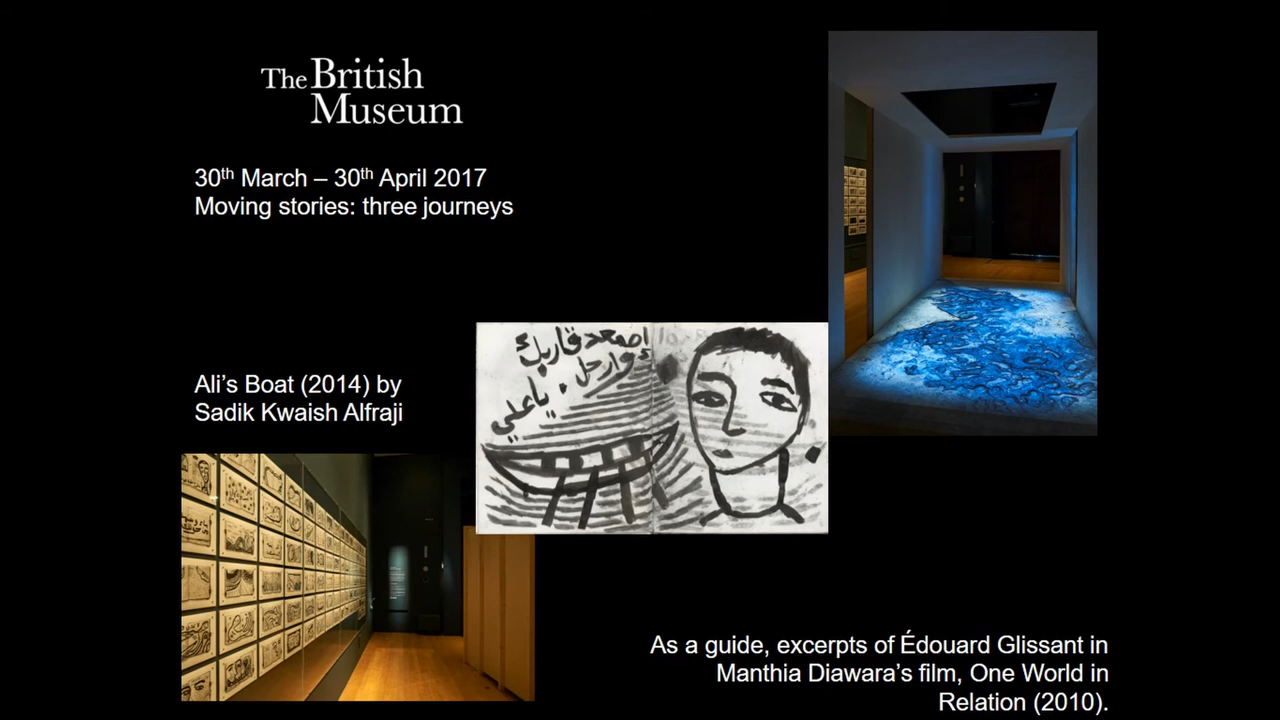 The British
Museum
30th March – 30th April 2017
Moving stories: three journeys
اصعد قاربك
وارحل . يا علي
Ali’s Boat (2014) by
Sadik Kwaish Alfraji
As a guide, excerpts of Édouard Glissant in
Manthia Diawara’s film, One World in
Relation (2010).